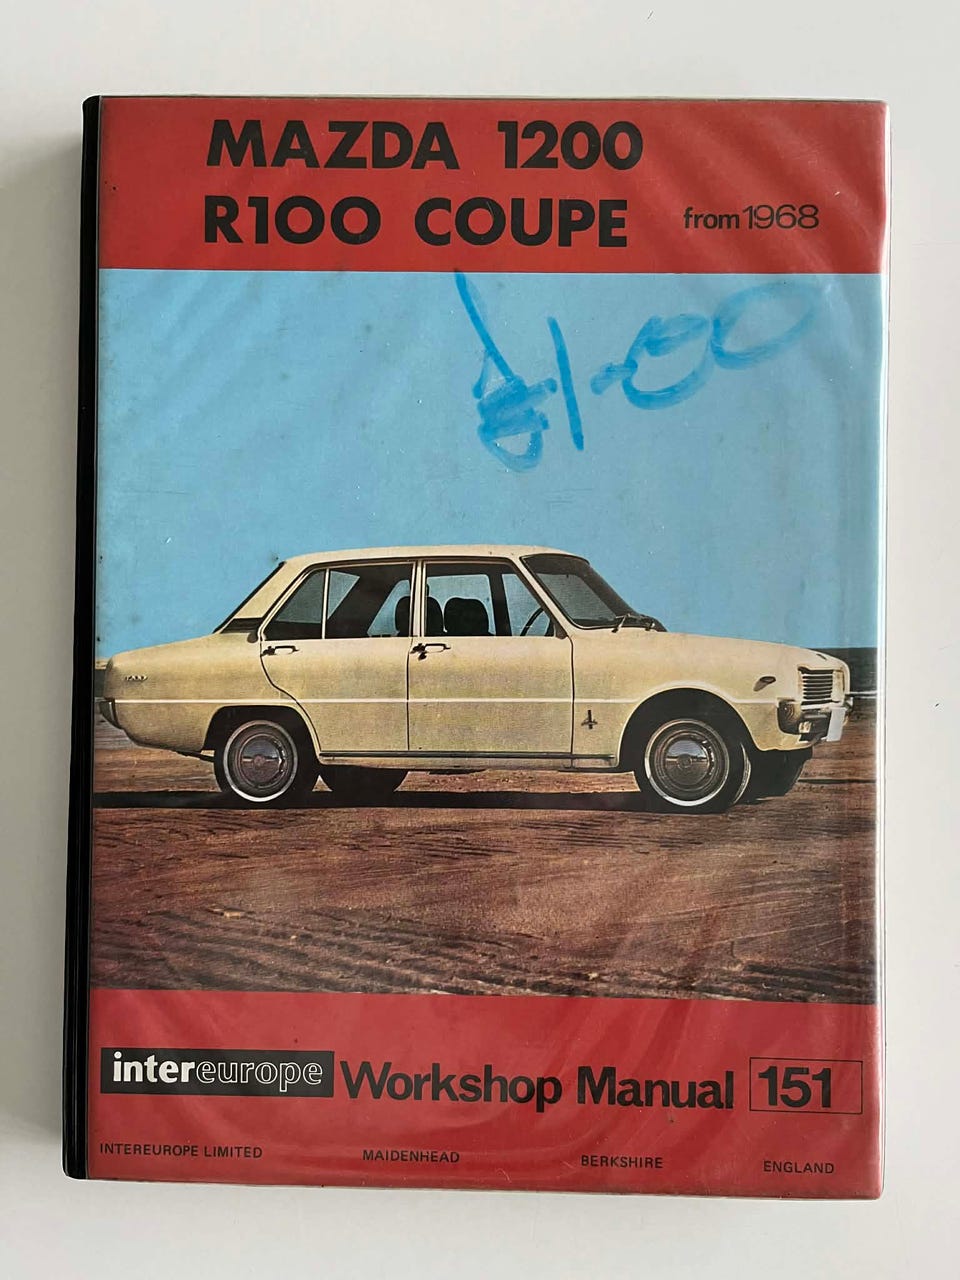 MAZDA 1200
R100 COUPE from 1968
£1-00
intereurope Workshop Manual 151
INTEREUROPE LIMITED MAIDENHEAD BERKSHIRE ENGLAND